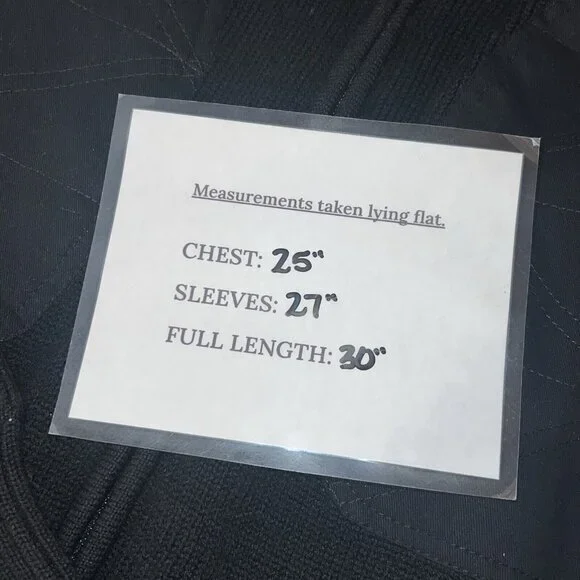 Measurements taken lying flat.
CHEST: 25"
SLEEVES: 27"
FULL LENGTH: 30"